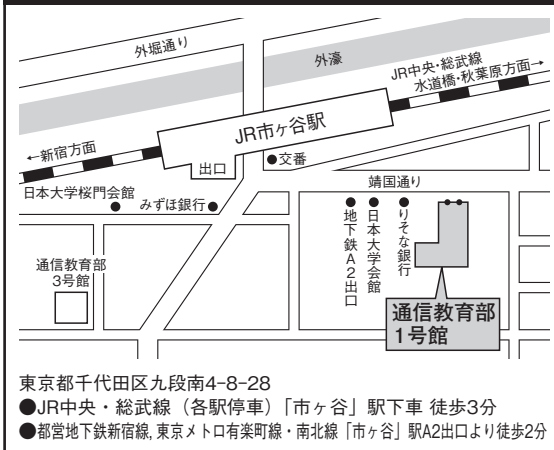 外堀通り
外濠
JR中央・総武線
水道橋・秋葉原方面→
JR市ヶ谷駅
←新宿方面
出口
●交番
日本大学桜門会館
みずほ銀行●
靖国通り
地下鉄A2出口
日本大学会館
りそな銀行
通信教育部
3号館
通信教育部
1号館
東京都千代田区九段南4-8-28
●JR中央・総武線（各駅停車）「市ヶ谷」駅下車 徒歩3分
●都営地下鉄新宿線, 東京メトロ有楽町線・南北線「市ヶ谷」駅A2出口より徒歩2分